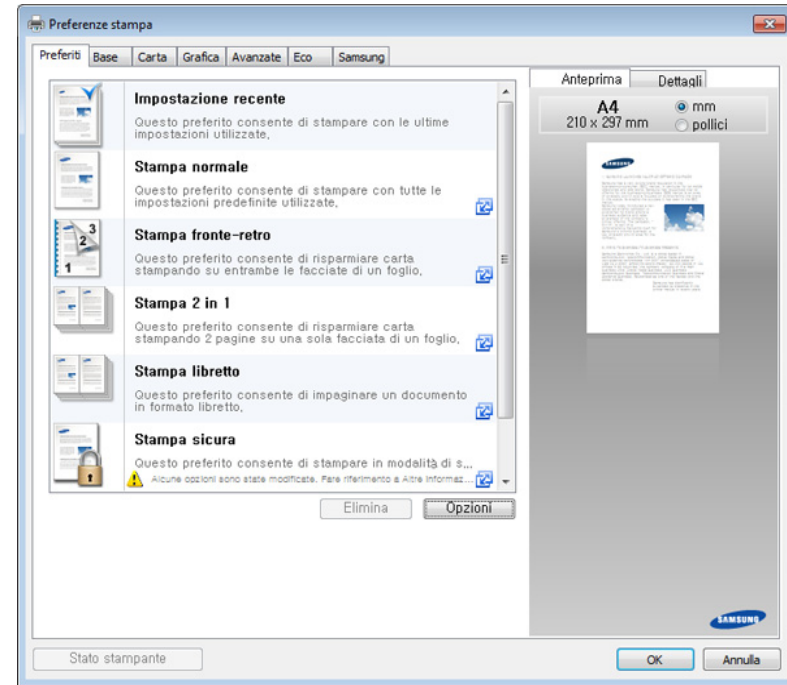 Preferenze stampa
Preferiti Base Carta Grafica Avanzate Eco Samsung
Impostazione recente
Questo preferito consente di stampare con le ultime
impostazioni utilizzate,
Stampa normale
Questo preferito consente di stampare con tutte le
impostazioni predefinite utilizzate,
Stampa fronte-retro
Questo preferito consente di risparmiare carta
stampando su entrambe le facciate di un foglio,
Stampa 2 in 1
Questo preferito consente di risparmiare carta
stampando 2 pagine su una sola facciata di un foglio,
Stampa libretto
Questo preferito consente di impaginare un documento
in formato libretto,
Stampa sicura
Questo preferito consente di stampare in modalità di s...
Alcune opzioni sono state modificate. Fare riferimento a Altre Informaz...
1 2 3
Elimina Opzioni
Anteprima Dettagli
A4
210 x 297 mm
mm
pollici
SAMSUNG
SAMSUNG
Stato stampante
OK Annulla